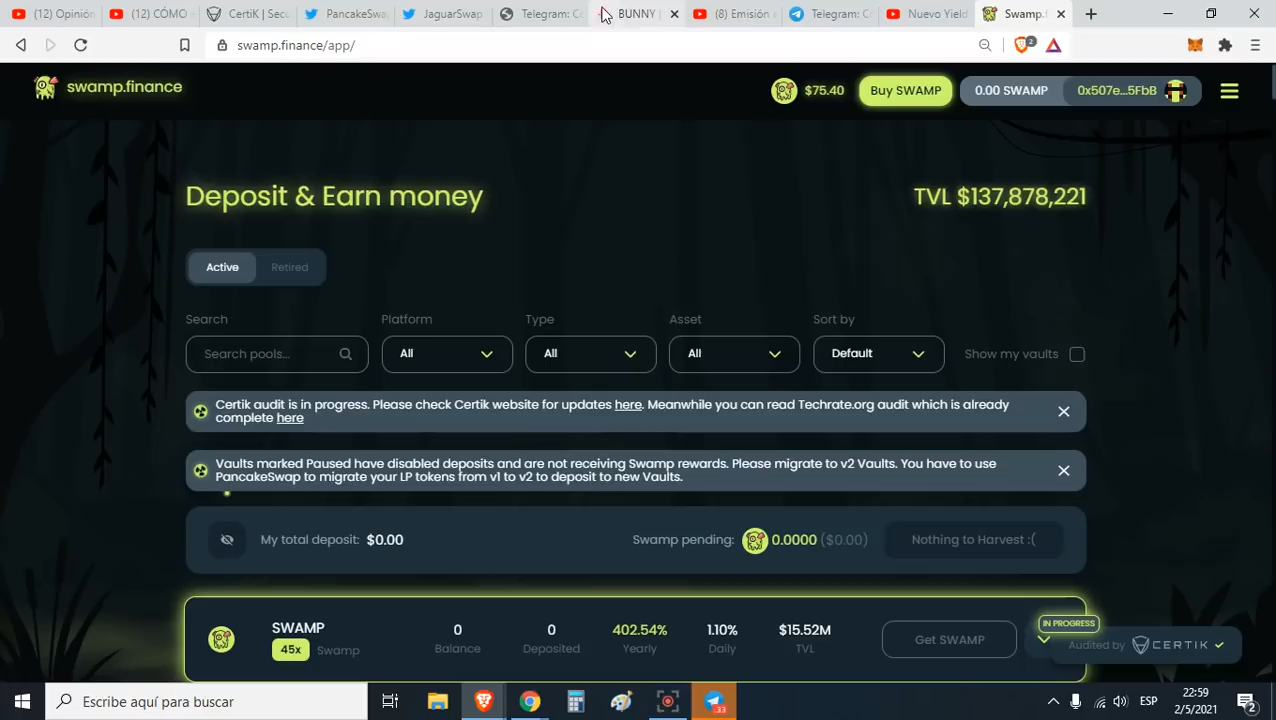 (12) Opinión
(12) CÓMO
CertiK | Secu
PancakeSwap
JaguarSwap
Telegram: Co
BUNNY
(8) Emisión e
Telegram: Co
Nuevo Yield
Swamp.f
swamp.finance/app/
2
swamp.finance
$75.40
Buy SWAMP
0.00 SWAMP
0x507e...5FbB
Deposit & Earn money
TVL $137,878,221
Active
Retired
Search
Platform
Type
Asset
Sort by
Search pools...
All
All
All
Default
Show my vaults
Certik audit is in progress. Please check Certik website for updates here. Meanwhile you can read Techrate.org audit which is already
complete here
Vaults marked Paused have disabled deposits and are not receiving Swamp rewards. Please migrate to v2 Vaults. You have to use
PancakeSwap to migrate your LP tokens from v1 to v2 to deposit to new Vaults.
My total deposit: $0.00
Swamp pending: 0.0000 ($0.00)
Nothing to Harvest :(
SWAMP
45x Swamp
0
Balance
0
Deposited
402.54%
Yearly
1.10%
Daily
$15.52M
TVL
Get SWAMP
IN PROGRESS
Audited by CERTIK
Escribe aquí para buscar
33
ESP
22:59
2/5/2021
2